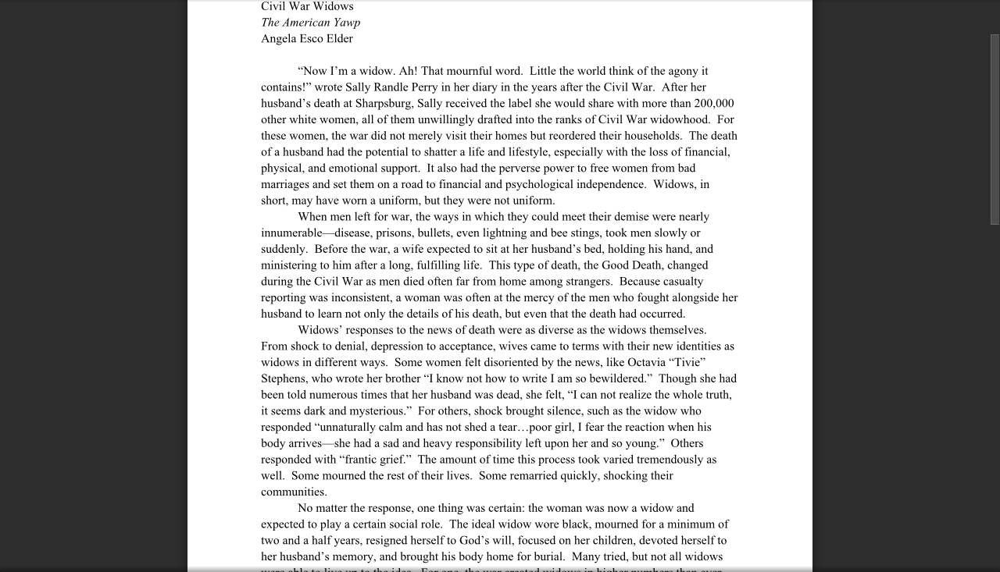 Civil War Widows
The American Yawp
Angela Esco Elder
“Now I’m a widow. Ah! That mournful word.  Little the world think of the agony it
contains!” wrote Sally Randle Perry in her diary in the years after the Civil War.  After her
husband’s death at Sharpsburg, Sally received the label she would share with more than 200,000
other white women, all of them unwillingly drafted into the ranks of Civil War widowhood.  For
these women, the war did not merely visit their homes but reordered their households.  The death
of a husband had the potential to shatter a life and lifestyle, especially with the loss of financial,
physical, and emotional support.  It also had the perverse power to free women from bad
marriages and set them on a road to financial and psychological independence.  Widows, in
short, may have worn a uniform, but they were not uniform.
When men left for war, the ways in which they could meet their demise were nearly
innumerable—disease, prisons, bullets, even lightning and bee stings, took men slowly or
suddenly.  Before the war, a wife expected to sit at her husband’s bed, holding his hand, and
ministering to him after a long, fulfilling life.  This type of death, the Good Death, changed
during the Civil War as men died often far from home among strangers.  Because casualty
reporting was inconsistent, a woman was often at the mercy of the men who fought alongside her
husband to learn not only the details of his death, but even that the death had occurred.
Widows’ responses to the news of death were as diverse as the widows themselves.
From shock to denial, depression to acceptance, wives came to terms with their new identities as
widows in different ways.  Some women felt disoriented by the news, like Octavia “Tivie”
Stephens, who wrote her brother “I know not how to write I am so bewildered.”  Though she had
been told numerous times that her husband was dead, she felt, “I can not realize the whole truth,
it seems dark and mysterious.”  For others, shock brought silence, such as the widow who
responded “unnaturally calm and has not shed a tear…poor girl, I fear the reaction when his
body arrives—she had a sad and heavy responsibility left upon her and so young.”  Others
responded with “frantic grief.”  The amount of time this process took varied tremendously as
well.  Some mourned the rest of their lives.  Some remarried quickly, shocking their
communities.
No matter the response, one thing was certain: the woman was now a widow and
expected to play a certain social role.  The ideal widow wore black, mourned for a minimum of
two and a half years, resigned herself to God’s will, focused on her children, devoted herself to
her husband’s memory, and brought his body home for burial.  Many tried, but not all widows
were able to live up to the idea.  For one, the war created widows in higher numbers than ever